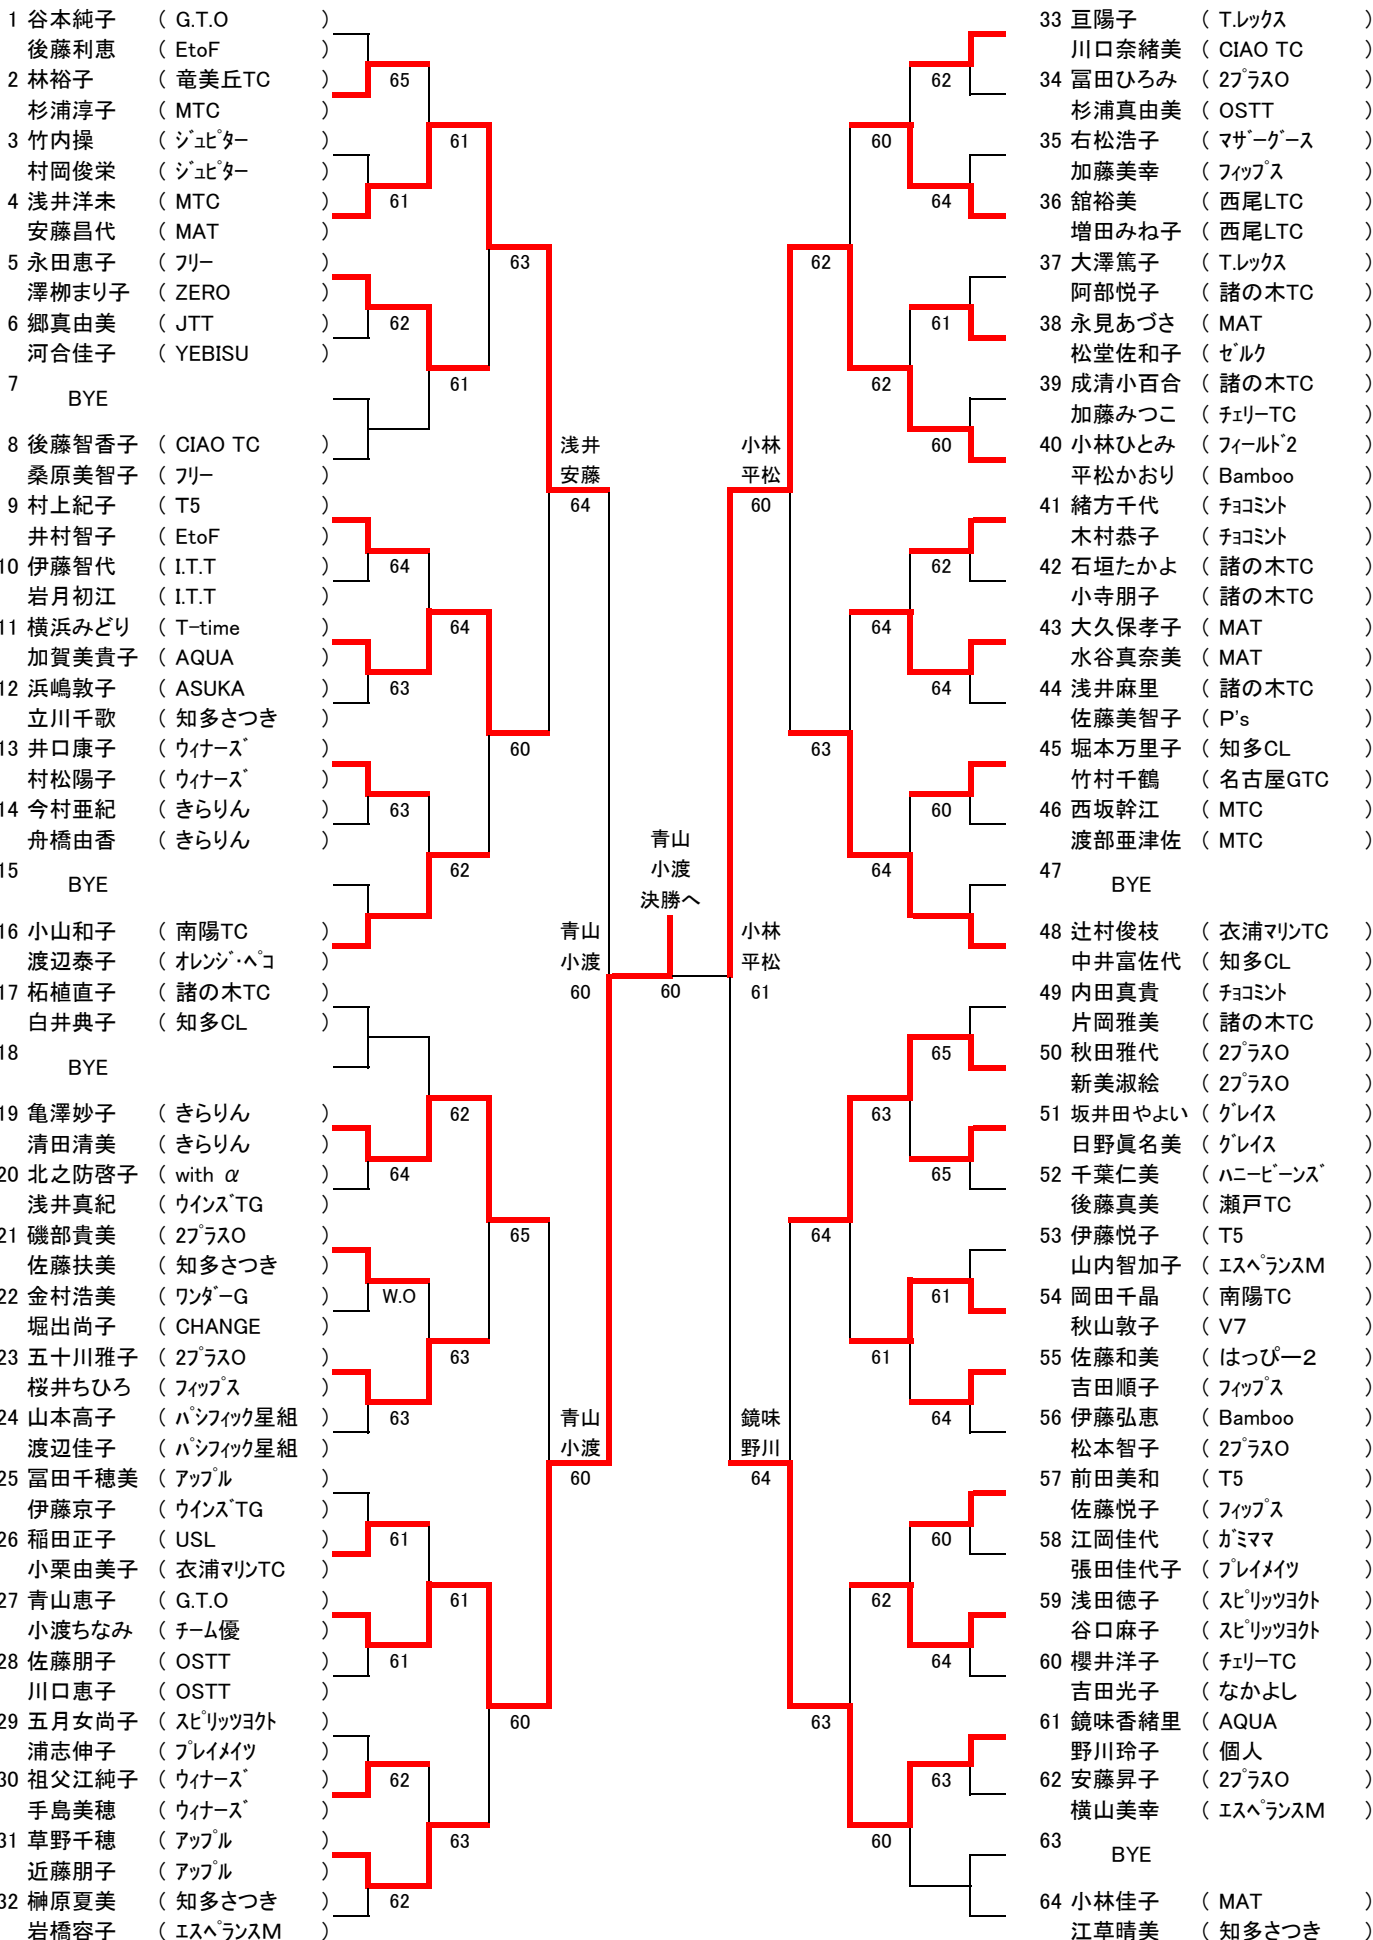 1 谷本純子 ( G.T.O )
後藤利恵 ( EtoF )
2 林裕子 ( 竜美丘TC )
杉浦淳子 ( MTC )
3 竹内操 ( ジュピター )
村岡俊栄 ( ジュピター )
4 浅井洋未 ( MTC )
安藤昌代 ( MAT )
5 永田恵子 ( フリー )
澤栁まり子 ( ZERO )
6 郷真由美 ( JTT )
河合佳子 ( YEBISU )
7 BYE
8 後藤智香子 ( CIAO TC )
桑原美智子 ( フリー )
9 村上紀子 ( T5 )
井村智子 ( EtoF )
10 伊藤智代 ( I.T.T )
岩月初江 ( I.T.T )
11 横浜みどり ( T-time )
加賀美貴子 ( AQUA )
12 浜嶋敦子 ( ASUKA )
立川千歌 ( 知多さつき )
13 井口康子 ( ウィナーズ )
村松陽子 ( ウィナーズ )
14 今村亜紀 ( きらりん )
舟橋由香 ( きらりん )
15 BYE
16 小山和子 ( 南陽TC )
渡辺泰子 ( オレンジ・ペコ )
17 柘植直子 ( 諸の木TC )
白井典子 ( 知多CL )
18 BYE
19 亀澤妙子 ( きらりん )
清田清美 ( きらりん )
20 北之防啓子 ( with α )
浅井真紀 ( ウインズTG )
21 磯部貴美 ( 2プラスO )
佐藤扶美 ( 知多さつき )
22 金村浩美 ( ワンダーG )
堀出尚子 ( CHANGE )
23 五十川雅子 ( 2プラスO )
桜井ちひろ ( フィップス )
24 山本高子 ( パシフィック星組 )
渡辺佳子 ( パシフィック星組 )
25 冨田千穂美 ( アップル )
伊藤京子 ( ウインズTG )
26 稲田正子 ( USL )
小栗由美子 ( 衣浦マリンTC )
27 青山恵子 ( G.T.O )
小渡ちなみ ( チーム優 )
28 佐藤朋子 ( OSTT )
川口恵子 ( OSTT )
29 五月女尚子 ( スピリッツヨクト )
浦志伸子 ( プレイメイツ )
30 祖父江純子 ( ウィナーズ )
手島美穂 ( ウィナーズ )
31 草野千穂 ( アップル )
近藤朋子 ( アップル )
32 榊原夏美 ( 知多さつき )
岩橋容子 ( エスペランスM )
65
61
61
63
62
61
浅井
安藤
64
64
64
63
60
63
62
青山
小渡
60
62
64
65
W.O
63
63
青山
小渡
60
61
61
61
60
62
63
62
青山
小渡
決勝へ
60
62
60
64
62
61
62
60
小林
平松
60
62
64
64
63
60
64
小林
平松
61
65
63
65
64
61
61
64
鏡味
野川
64
60
62
64
63
63
60
33 亘陽子 ( T.レックス )
川口奈緒美 ( CIAO TC )
34 冨田ひろみ ( 2プラスO )
杉浦真由美 ( OSTT )
35 右松浩子 ( マザーグース )
加藤美幸 ( フィップス )
36 舘裕美 ( 西尾LTC )
増田みね子 ( 西尾LTC )
37 大澤篤子 ( T.レックス )
阿部悦子 ( 諸の木TC )
38 永見あづさ ( MAT )
松堂佐和子 ( ゼルク )
39 成清小百合 ( 諸の木TC )
加藤みつこ ( チェリーTC )
40 小林ひとみ ( フィールド2 )
平松かおり ( Bamboo )
41 緒方千代 ( チョコミント )
木村恭子 ( チョコミント )
42 石垣たかよ ( 諸の木TC )
小寺朋子 ( 諸の木TC )
43 大久保孝子 ( MAT )
水谷真奈美 ( MAT )
44 浅井麻里 ( 諸の木TC )
佐藤美智子 ( P's )
45 堀本万里子 ( 知多CL )
竹村千鶴 ( 名古屋GTC )
46 西坂幹江 ( MTC )
渡部亜津佐 ( MTC )
47 BYE
48 辻村俊枝 ( 衣浦マリンTC )
中井富佐代 ( 知多CL )
49 内田真貴 ( チョコミント )
片岡雅美 ( 諸の木TC )
50 秋田雅代 ( 2プラスO )
新美淑絵 ( 2プラスO )
51 坂井田やよい ( グレイス )
日野眞名美 ( グレイス )
52 千葉仁美 ( ハニービーンズ )
後藤真美 ( 瀬戸TC )
53 伊藤悦子 ( T5 )
山内智加子 ( エスペランスM )
54 岡田千晶 ( 南陽TC )
秋山敦子 ( V7 )
55 佐藤和美 ( はっぴー2 )
吉田順子 ( フィップス )
56 伊藤弘恵 ( Bamboo )
松本智子 ( 2プラスO )
57 前田美和 ( T5 )
佐藤悦子 ( フィップス )
58 江岡佳代 ( ガミママ )
張田佳代子 ( プレイメイツ )
59 浅田徳子 ( スピリッツヨクト )
谷口麻子 ( スピリッツヨクト )
60 櫻井洋子 ( チェリーTC )
吉田光子 ( なかよし )
61 鏡味香緒里 ( AQUA )
野川玲子 ( 個人 )
62 安藤昇子 ( 2プラスO )
横山美幸 ( エスペランスM )
63 BYE
64 小林佳子 ( MAT )
江草晴美 ( 知多さつき )